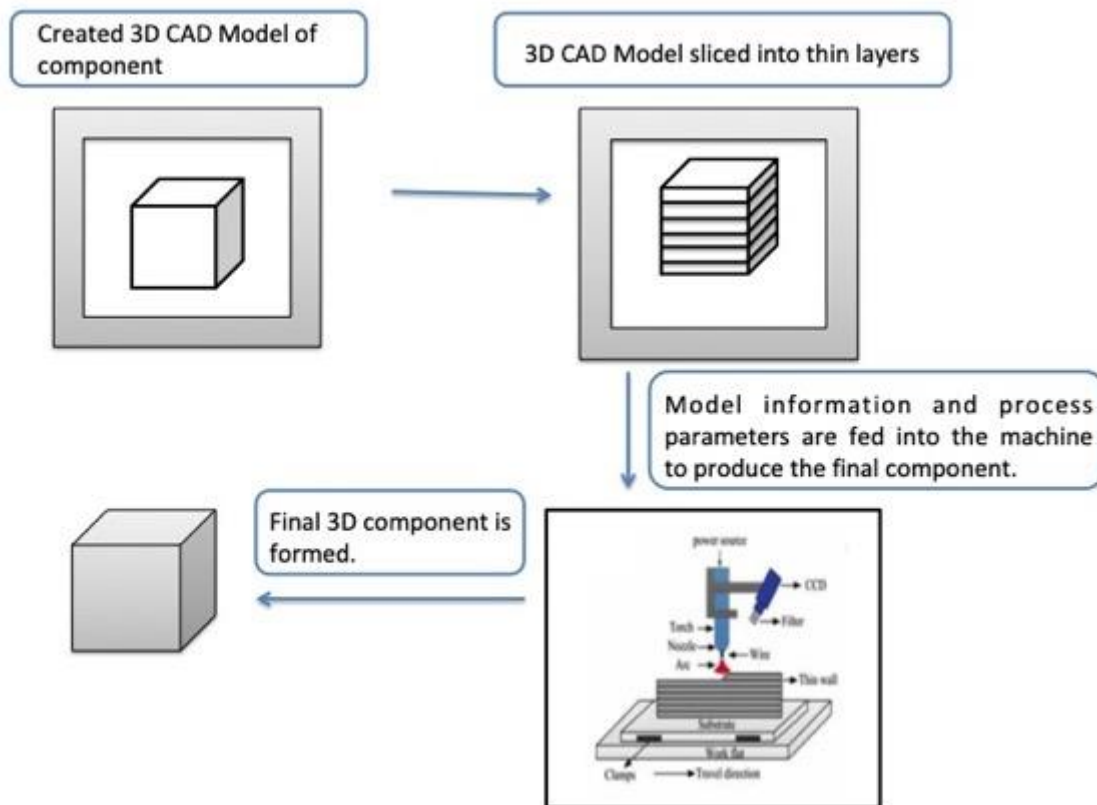 Created 3D CAD Model of
component
3D CAD Model sliced into thin layers
Model information and process
parameters are fed into the machine
to produce the final component.
Final 3D component is
formed.
power source
CCD
Filter
Torch
Nozzle
Wire
Arc
Thin wall
Substrate
Work flat
Clamps
Travel direction